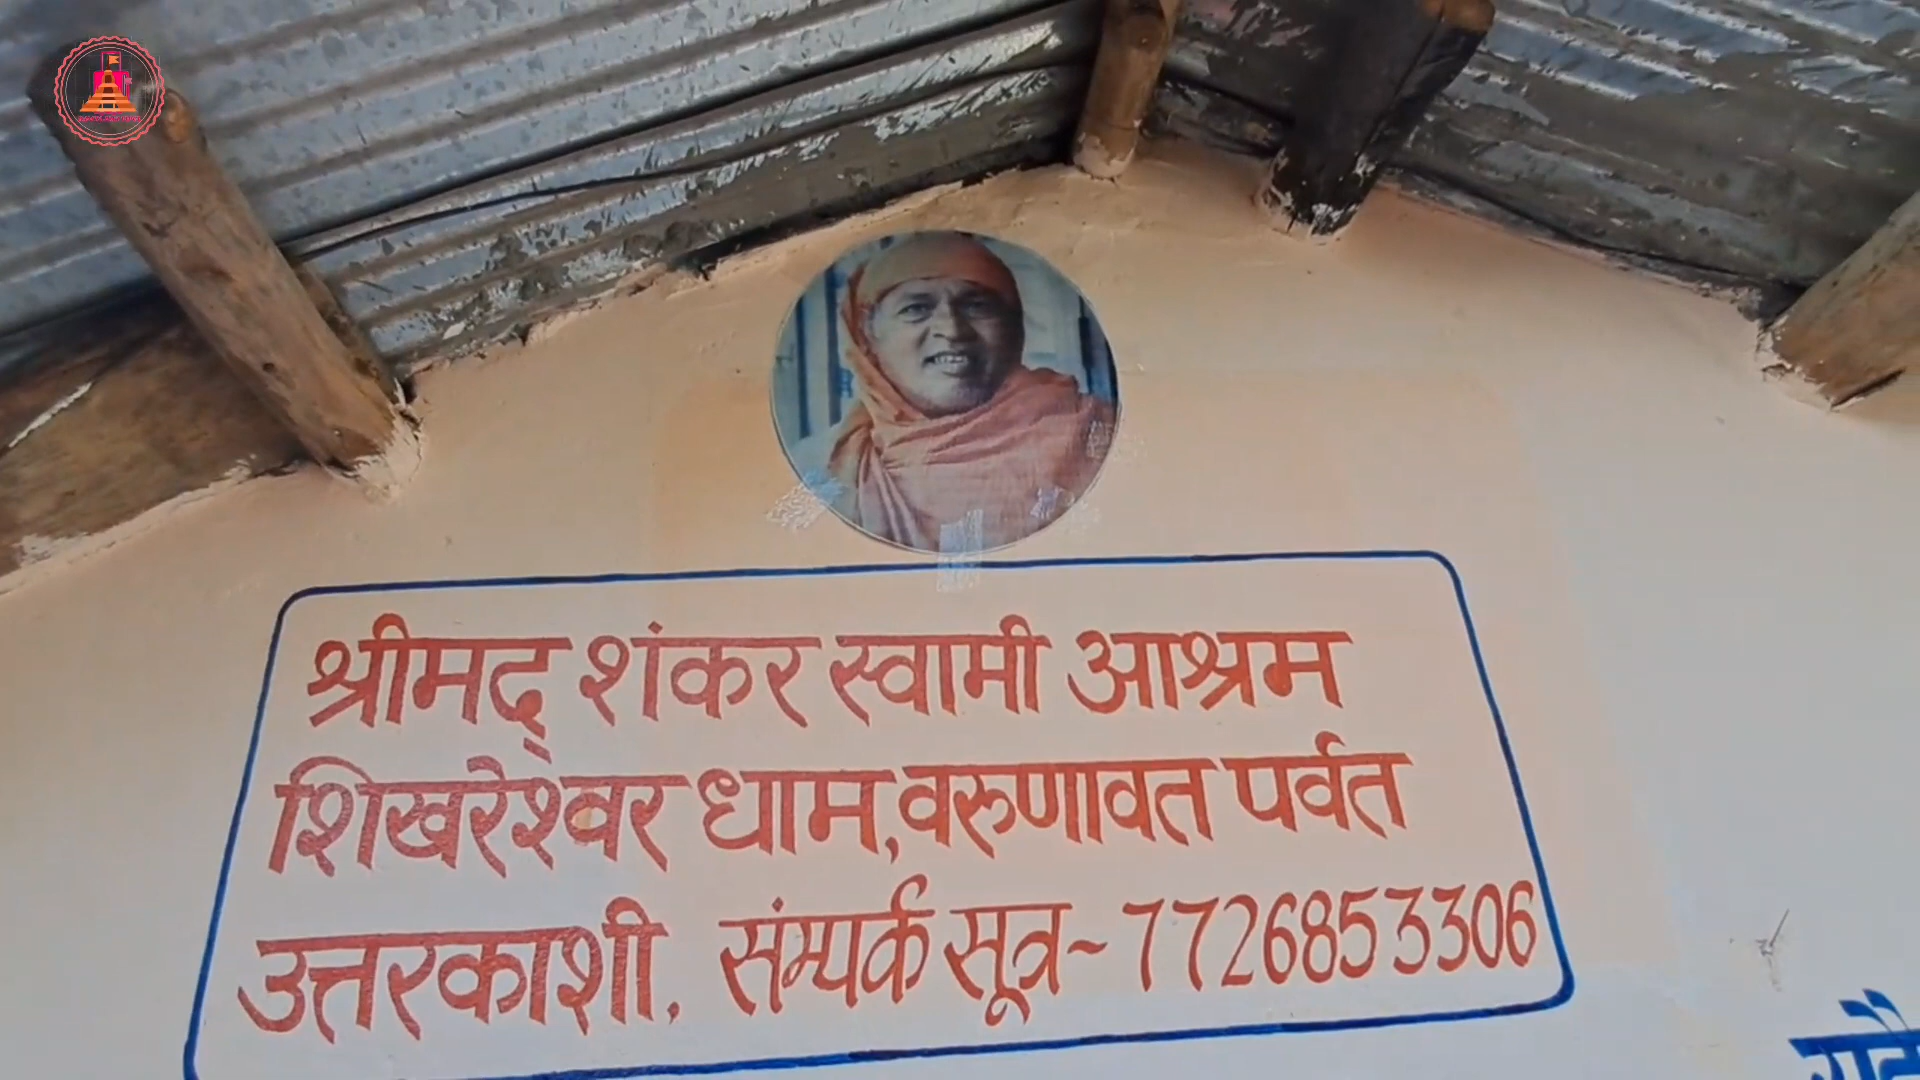 श्रीमद् शंकर स्वामी आश्रम
शिखरेश्वर धाम, वरुणावत पर्वत
उत्तरकाशी. संम्पर्क सूत्र~ 7726853306